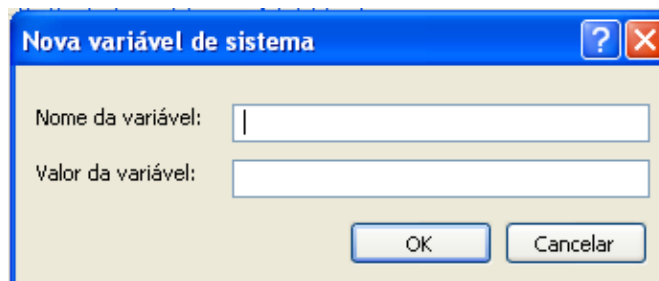 Nova variável de sistema
Nome da variável:
Valor da variável:
OK Cancelar